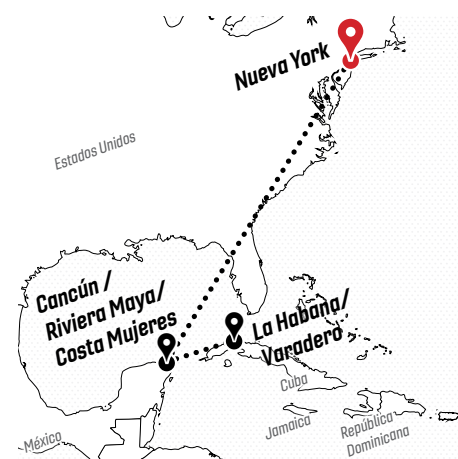 Nueva York
Estados Unidos
Cancún /
Riviera Maya/
Costa Mujeres
La Habana/
Varadero
Cuba
Jamaica
República
Dominicana
México